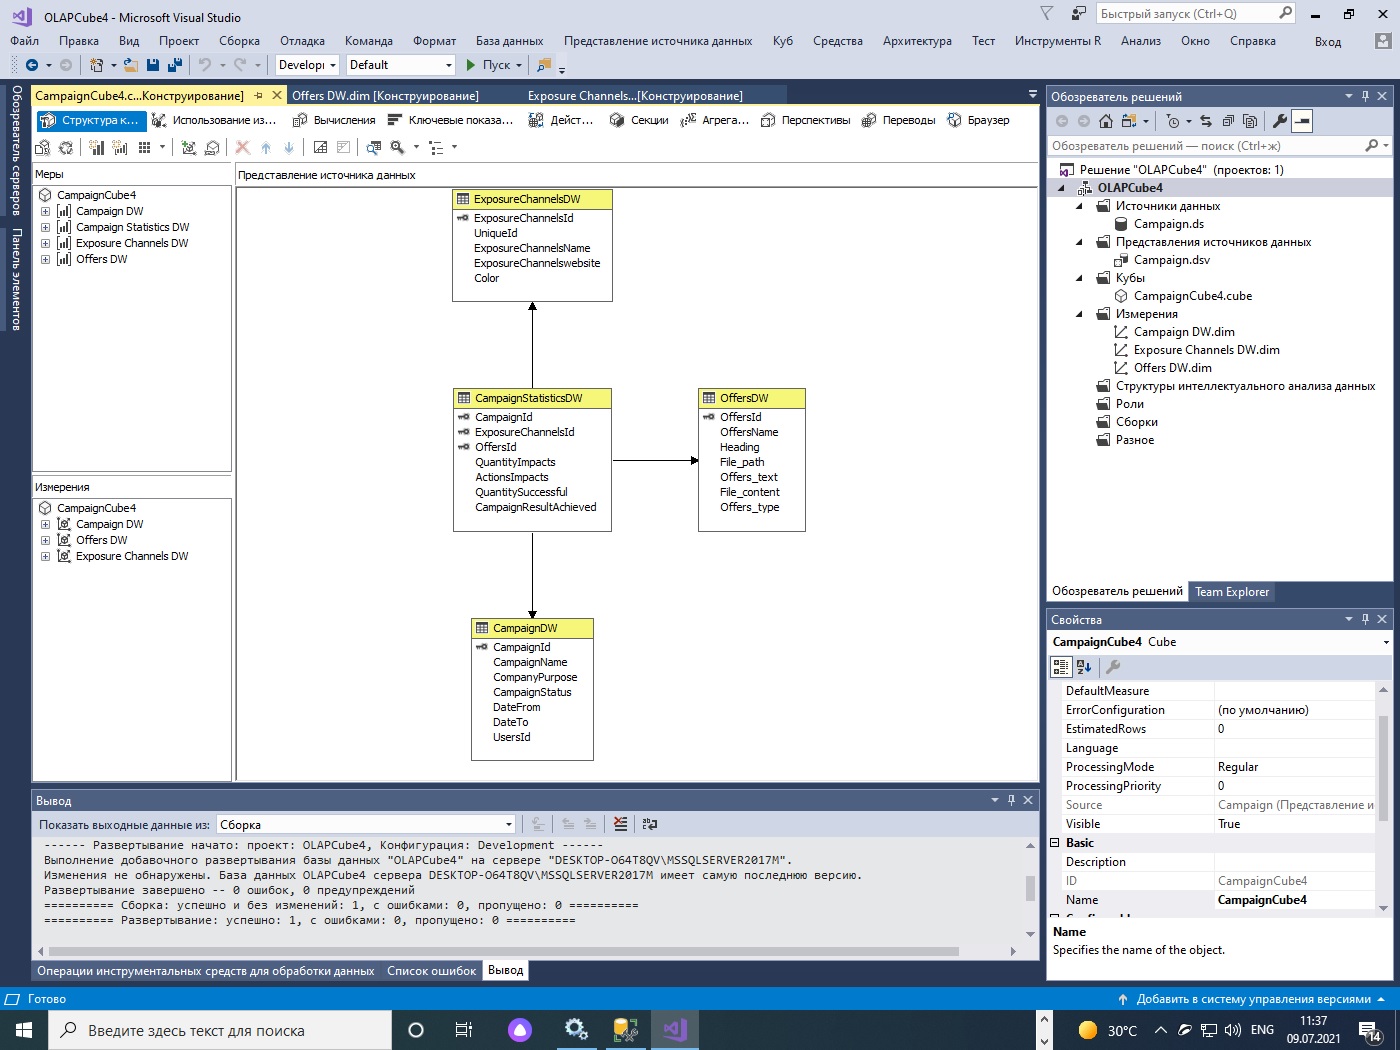 OLAPCube4 - Microsoft Visual Studio
Быстрый запуск (Ctrl+Q)
Файл Правка Вид Проект Сборка Отладка Команда Формат База данных Представление источника данных Куб Средства Архитектура Тест Инструменты R Анализ Окно Справка Вход
Develop Default Пуск
Обозреватель серверов
Панель элементов
CampaignCube4.c...Конструирование] Offers DW.dim [Конструирование] Exposure Channels...[Конструирование]
Структура к... Использование из... Вычисления Ключевые показа... Дейст... Секции Агрега... Перспективы Переводы Браузер
Меры
CampaignCube4
Campaign DW
Campaign Statistics DW
Exposure Channels DW
Offers DW
Измерения
CampaignCube4
Campaign DW
Offers DW
Exposure Channels DW
Представление источника данных
ExposureChannelsDW
ExposureChannelsId
UniqueId
ExposureChannelsName
ExposureChannelswebsite
Color
CampaignStatisticsDW
CampaignId
ExposureChannelsId
OffersId
QuantityImpacts
ActionsImpacts
QuantitySuccessful
CampaignResultAchieved
OffersDW
OffersId
OffersName
Heading
File_path
Offers_text
File_content
Offers_type
CampaignDW
CampaignId
CampaignName
CompanyPurpose
CampaignStatus
DateFrom
DateTo
UsersId
Вывод
Показать выходные данные из: Сборка
------ Развертывание начато: проект: OLAPCube4, Конфигурация: Development ------
Выполнение добавочного развертывания базы данных "OLAPCube4" на сервере "DESKTOP-O64T8QV\MSSQLSERVER2017M".
Изменения не обнаружены. База данных OLAPCube4 сервера DESKTOP-O64T8QV\MSSQLSERVER2017M имеет самую последнюю версию.
Развертывание завершено -- 0 ошибок, 0 предупреждений
========== Сборка: успешно и без изменений: 1, с ошибками: 0, пропущено: 0 ==========
========== Развертывание: успешно: 1, с ошибками: 0, пропущено: 0 ==========
Операции инструментальных средств для обработки данных Список ошибок Вывод
Обозреватель решений
Обозреватель решений — поиск (Ctrl+ж)
Решение "OLAPCube4" (проектов: 1)
OLAPCube4
Источники данных
Campaign.ds
Представления источников данных
Campaign.dsv
Кубы
CampaignCube4.cube
Измерения
Campaign DW.dim
Exposure Channels DW.dim
Offers DW.dim
Структуры интеллектуального анализа данных
Роли
Сборки
Разное
Обозреватель решений Team Explorer
Свойства
CampaignCube4 Cube
DefaultMeasure
ErrorConfiguration (по умолчанию)
EstimatedRows 0
Language
ProcessingMode Regular
ProcessingPriority 0
Source Campaign (Представление и
Visible True
Basic
Description
ID CampaignCube4
Name CampaignCube4
Name
Specifies the name of the object.
Готово Добавить в систему управления версиями
Введите здесь текст для поиска
30°C ENG 11:37
09.07.2021
14